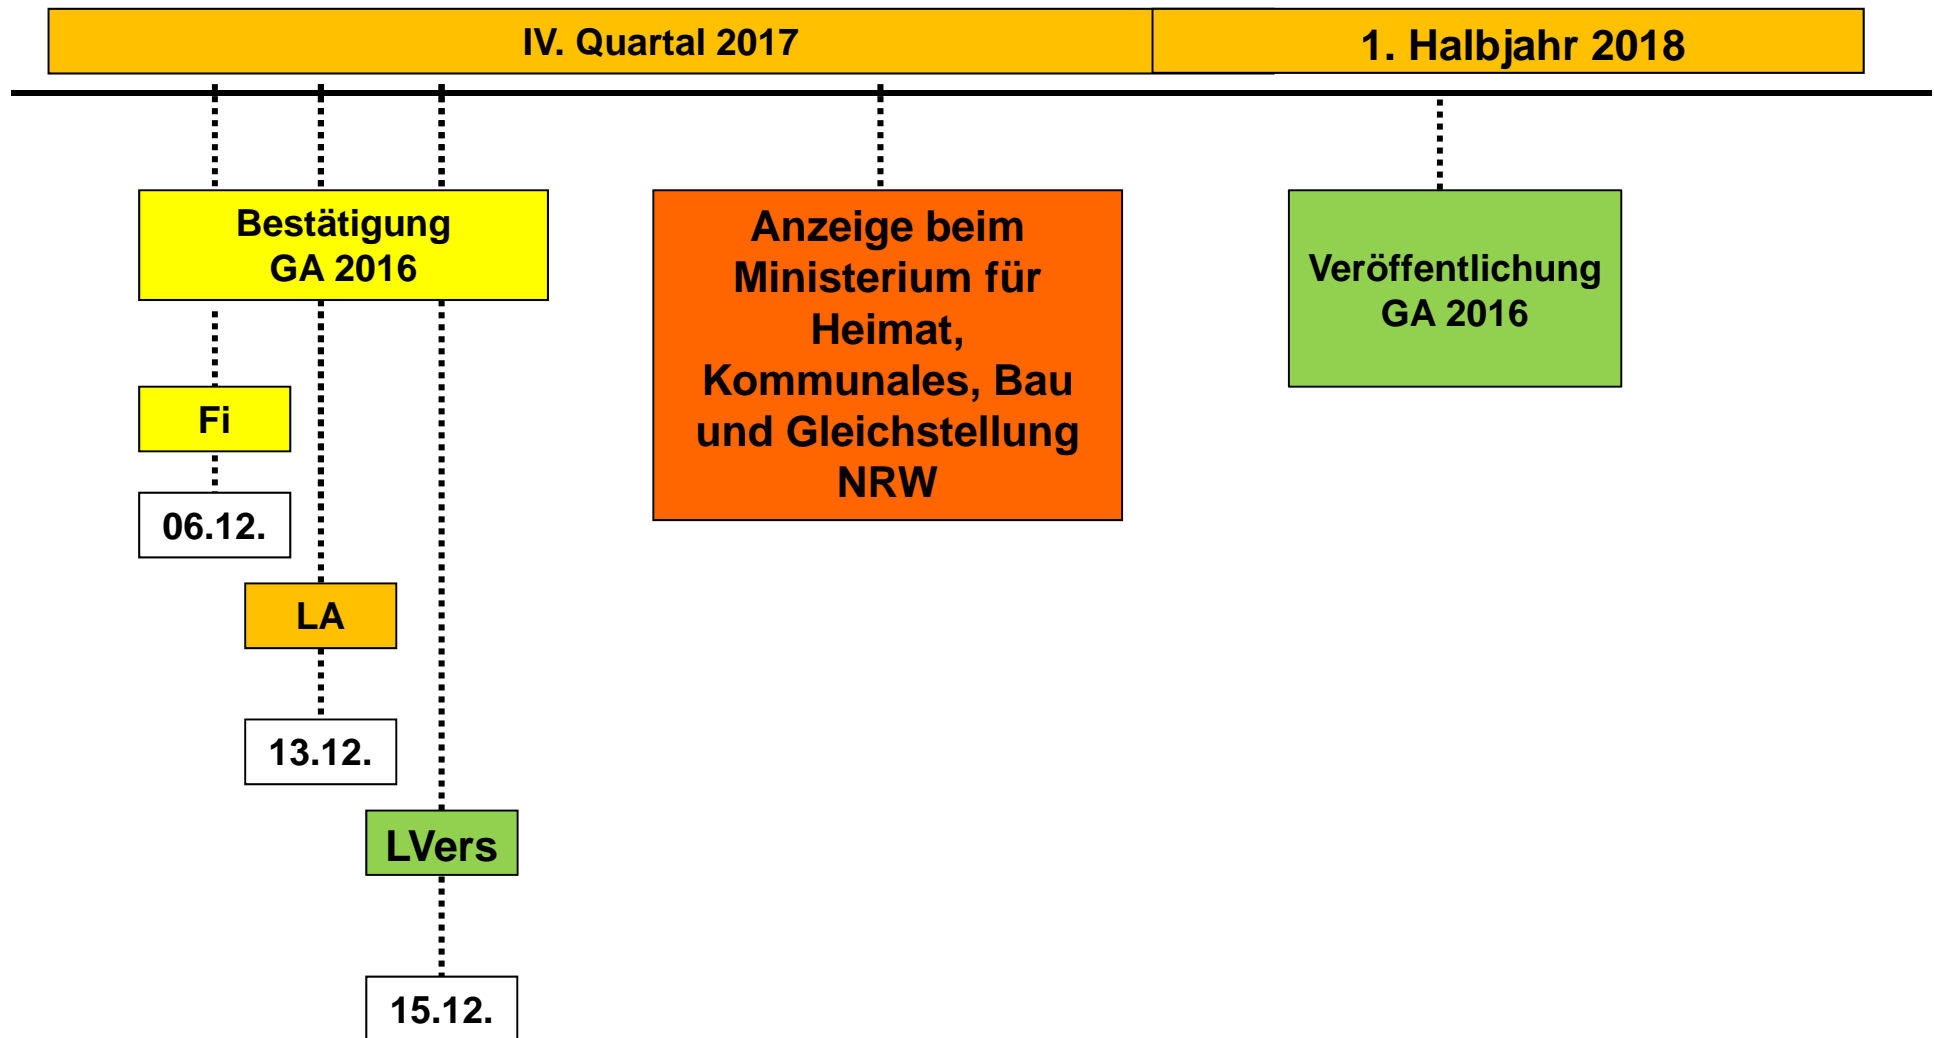 IV. Quartal 2017
1. Halbjahr 2018
Bestätigung
GA 2016
Anzeige beim
Ministerium für
Heimat,
Kommunales, Bau
und Gleichstellung
NRW
Veröffentlichung
GA 2016
Fi
06.12.
LA
13.12.
LVers
15.12.